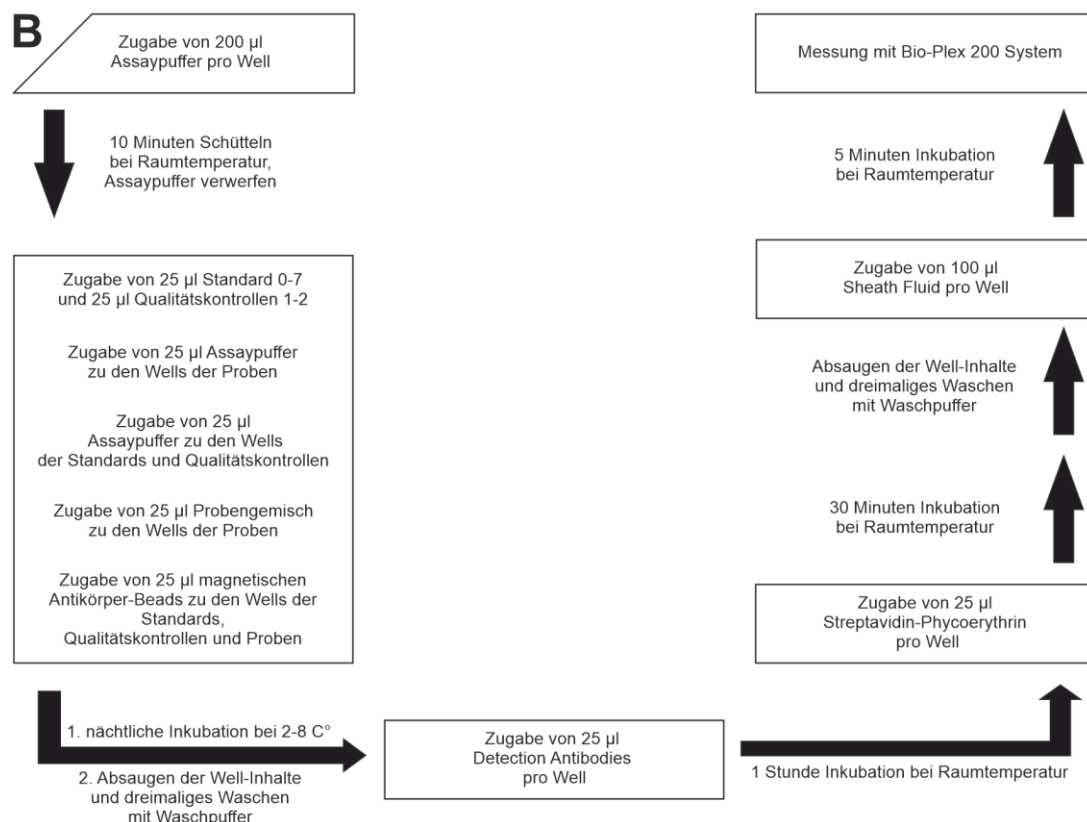 B
Zugabe von 200 µl
Assaypuffer pro Well
10 Minuten Schütteln
bei Raumtemperatur,
Assaypuffer verwerfen
Zugabe von 25 µl Standard 0-7
und 25 µl Qualitätskontrollen 1-2
Zugabe von 25 µl Assaypuffer
zu den Wells der Proben
Zugabe von 25 µl
Assaypuffer zu den Wells
der Standards und Qualitätskontrollen
Zugabe von 25 µl Probengemisch
zu den Wells der Proben
Zugabe von 25 µl magnetischen
Antikörper-Beads zu den Wells der
Standards,
Qualitätskontrollen und Proben
1. nächtliche Inkubation bei 2-8 C°
2. Absaugen der Well-Inhalte
und dreimaliges Waschen
mit Waschpuffer
Zugabe von 25 µl
Detection Antibodies
pro Well
1 Stunde Inkubation bei Raumtemperatur
Zugabe von 25 µl
Streptavidin-Phycoerythrin
pro Well
30 Minuten Inkubation
bei Raumtemperatur
Absaugen der Well-Inhalte
und dreimaliges Waschen
mit Waschpuffer
Zugabe von 100 µl
Sheath Fluid pro Well
5 Minuten Inkubation
bei Raumtemperatur
Messung mit Bio-Plex 200 System